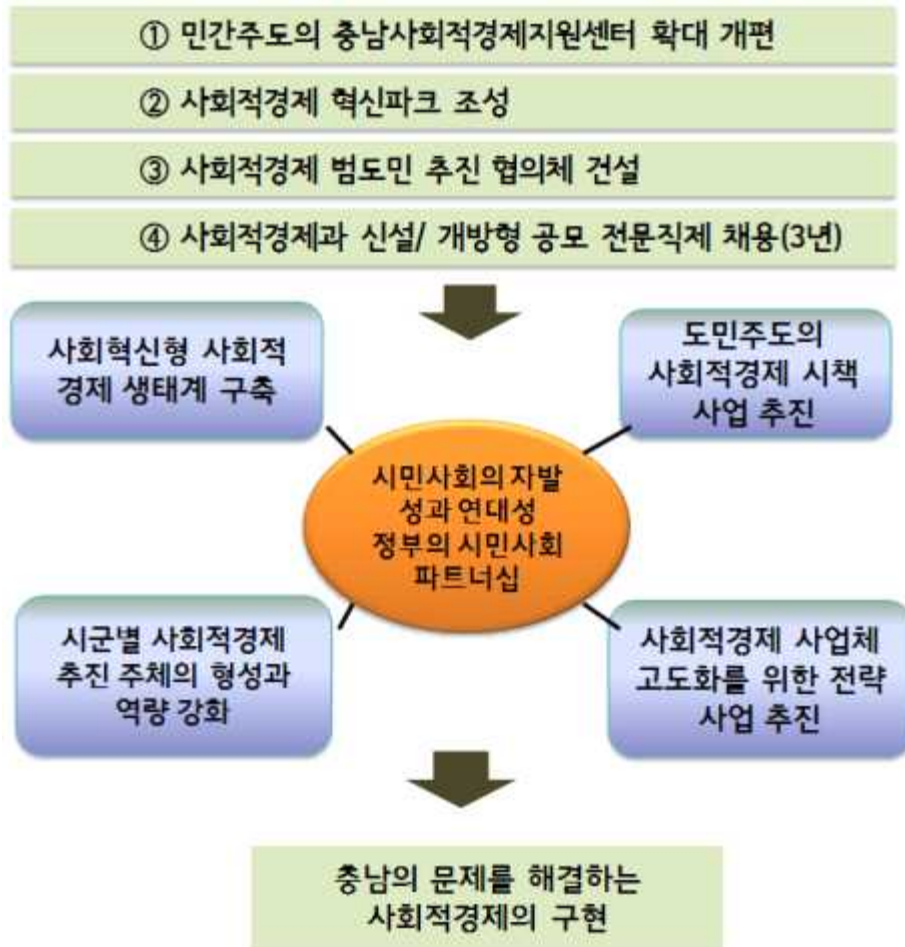 ① 민간주도의 충남사회적경제지원센터 확대 개편
② 사회적경제 혁신파크 조성
③ 사회적경제 범도민 추진 협의체 건설
④ 사회적경제과 신설/ 개방형 공모 전문직제 채용(3년)
사회혁신형 사회적
경제 생태계 구축
도민주도의
사회적경제 시책
사업 추진
시민사회의 자발
성과 연대성
정부의 시민사회
파트너십
시군별 사회적경제
추진 주체의 형성과
역량 강화
사회적경제 사업체
고도화를 위한 전략
사업 추진
충남의 문제를 해결하는
사회적경제의 구현